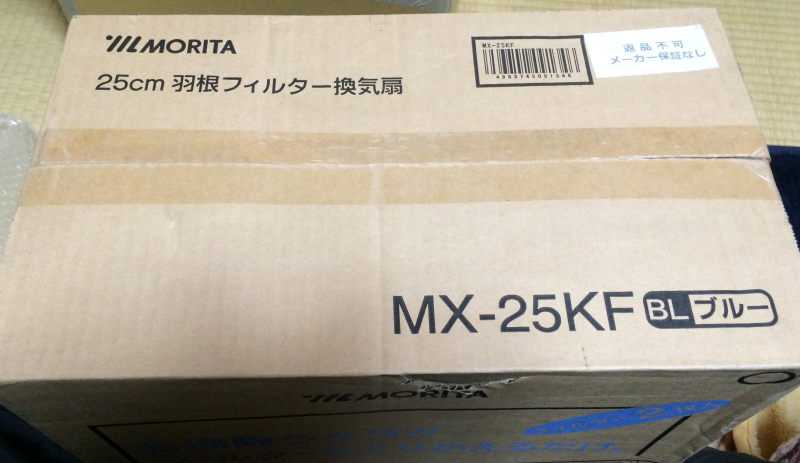 MORITA
25cm 羽根フィルター換気扇
MX-25KF
4963742001346
返品不可
メーカー保証なし
MX-25KF BL ブルー
MORITA